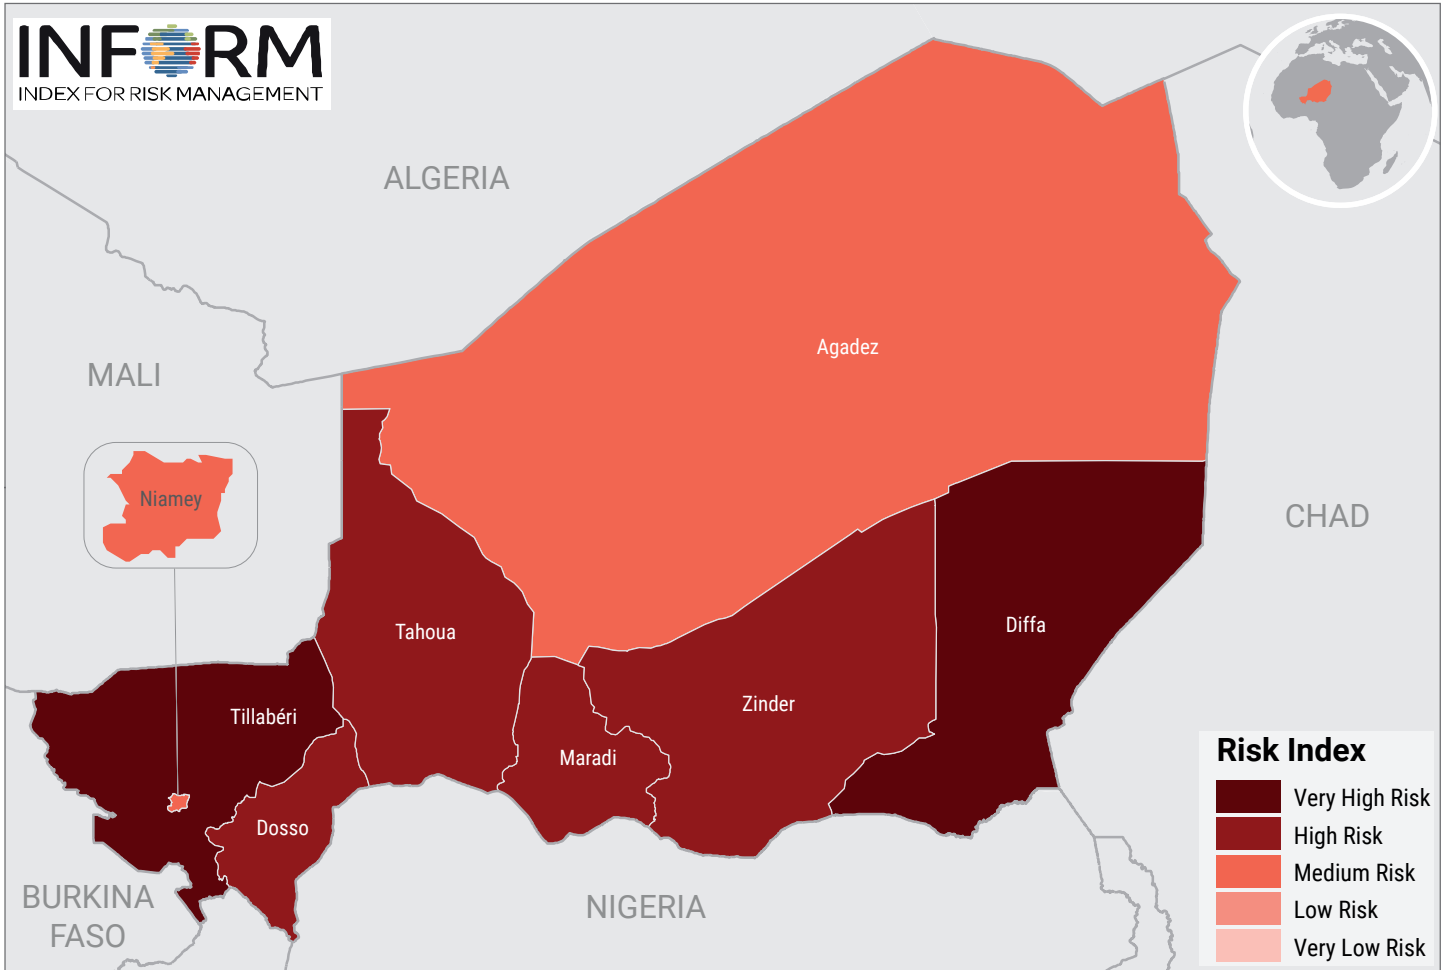 INFORM
INDEX FOR RISK MANAGEMENT
ALGERIA
Agadez
MALI
Niamey
CHAD
Tahoua
Diffa
Tillabéri
Zinder
Maradi
Dosso
BURKINA
FASO
NIGERIA
Risk Index
Very High Risk
High Risk
Medium Risk
Low Risk
Very Low Risk